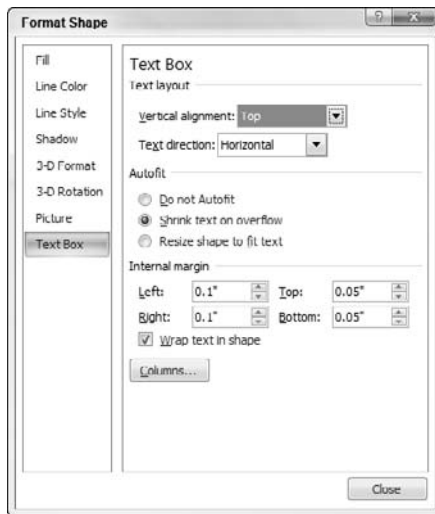 Format Shape
Fill
Line Color
Line Style
Shadow
3-D Format
3-D Rotation
Picture
Text Box
Text Box
Text layout
Vertical alignment: Top
Text direction: Horizontal
Autofit
Do not Autofit
Shrink text on overflow
Resize shape to fit text
Internal margin
Left: 0.1" Top: 0.05"
Right: 0.1" Bottom: 0.05"
Wrap text in shape
Columns...
Close